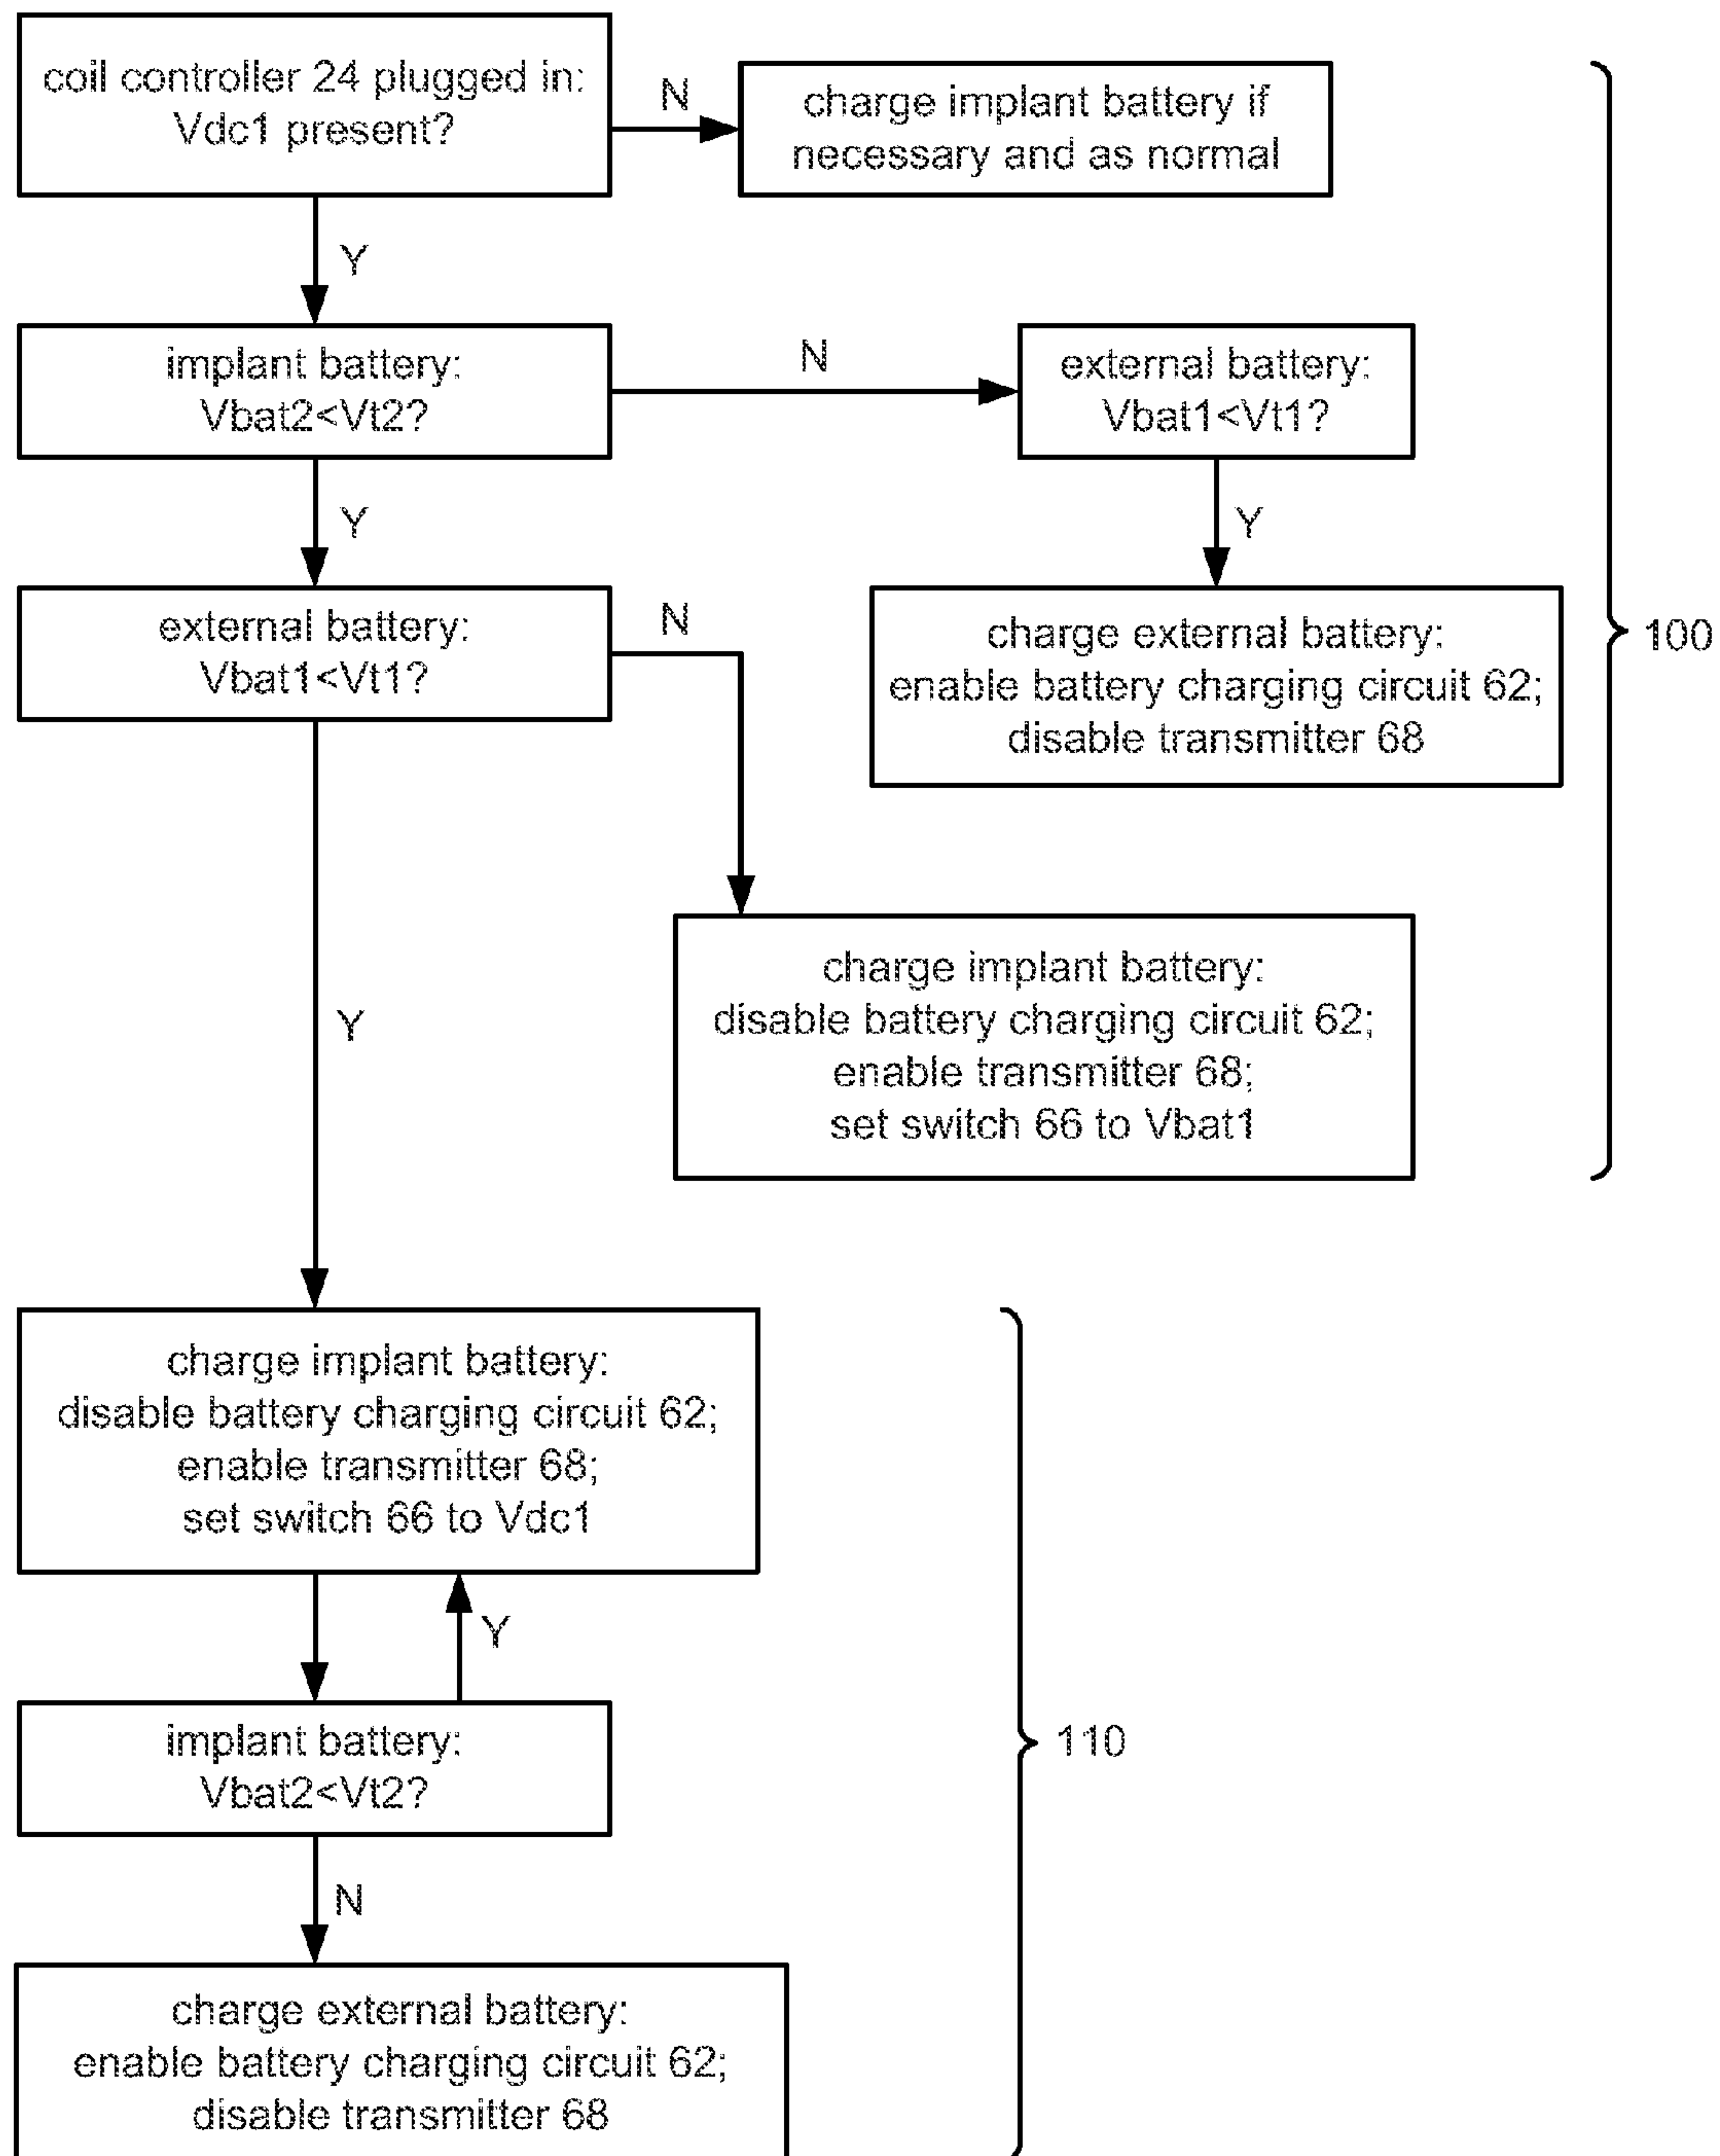 coil controller 24 plugged in:
Vdc1 present?
N
charge implant battery if
necessary and as normal
Y
implant battery:
Vbat2<Vt2?
N
external battery:
Vbat1<Vt1?
Y
Y
external battery:
Vbat1<Vt1?
N
charge external battery:
enable battery charging circuit 62;
disable transmitter 68
100
charge implant battery:
disable battery charging circuit 62;
enable transmitter 68;
set switch 66 to Vbat1
Y
charge implant battery:
disable battery charging circuit 62;
enable transmitter 68;
set switch 66 to Vdc1
Y
implant battery:
Vbat2<Vt2?
110
N
charge external battery:
enable battery charging circuit 62;
disable transmitter 68